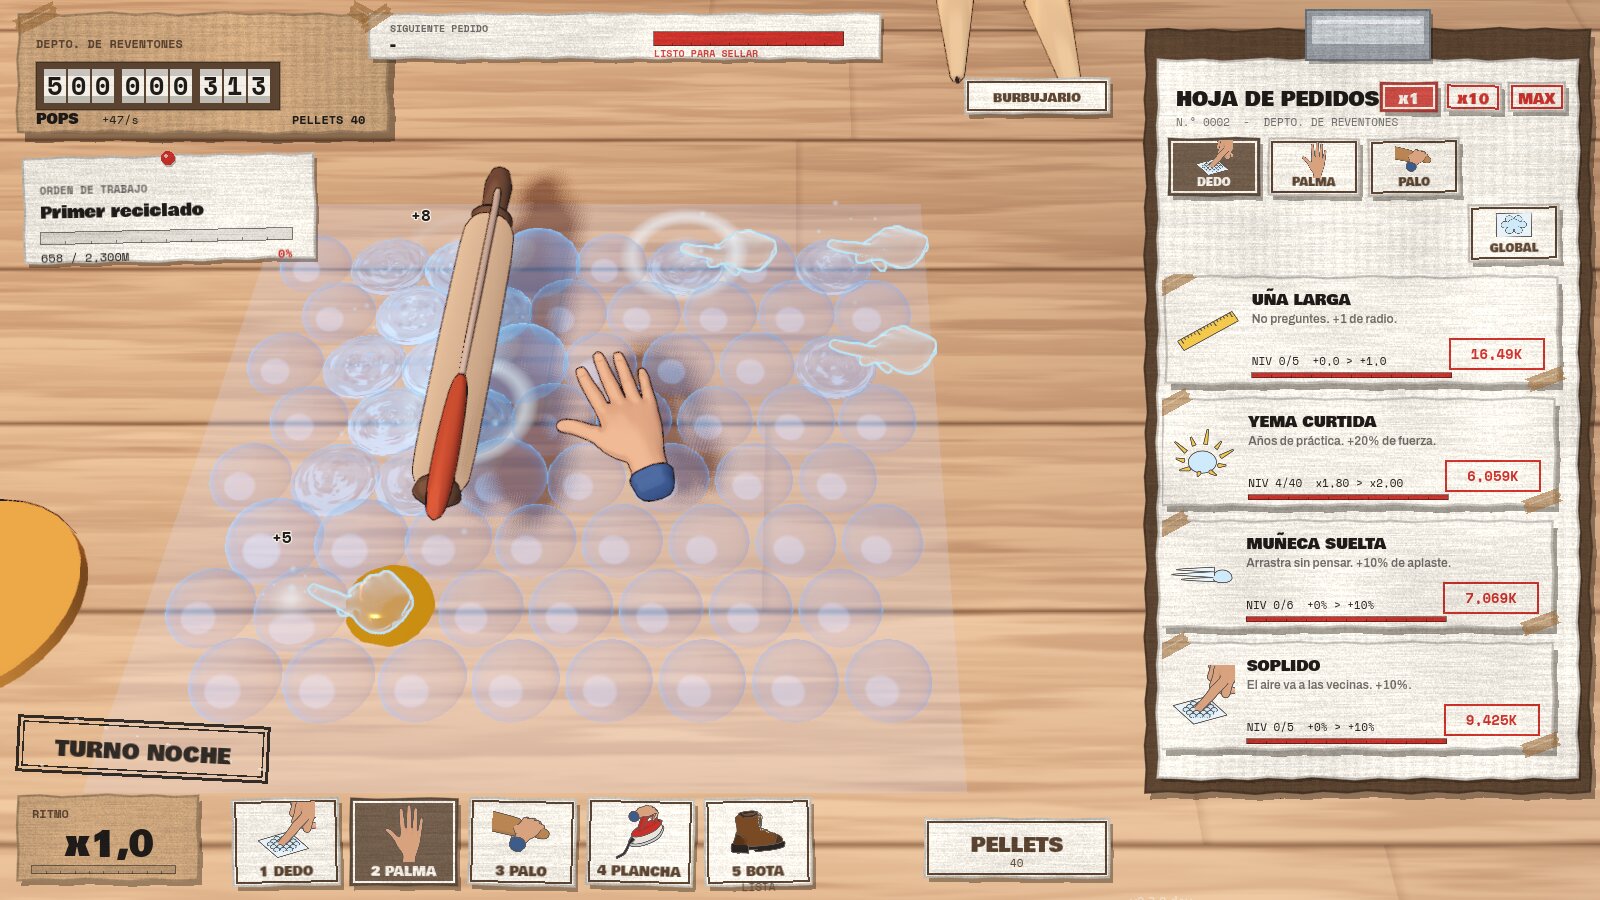 DEPTO. DE REVENTONES
500 000 313
POPS +47/s PELLETS 40
SIGUIENTE PEDIDO
-
LISTO PARA SELLAR
BURBUJARIO
ORDEN DE TRABAJO
Primer reciclado
658 / 2,300M 0%
+8
+5
HOJA DE PEDIDOS x1 x10 MAX
N.° 0002 - DEPTO. DE REVENTONES
DEDO PALMA PALO
GLOBAL
UÑA LARGA
No preguntes. +1 de radio.
NIV 0/5 +0,0 > +1,0 16,49K
YEMA CURTIDA
Años de práctica. +20% de fuerza.
NIV 4/40 x1,80 > x2,00 6,059K
MUÑECA SUELTA
Arrastra sin pensar. +10% de aplaste.
NIV 0/6 +0% > +10% 7,069K
SOPLIDO
El aire va a las vecinas. +10%.
NIV 0/5 +0% > +10% 9,425K
TURNO NOCHE
RITMO
x1,0
1 DEDO 2 PALMA 3 PALO 4 PLANCHA 5 BOTA
LISTA
PELLETS
40